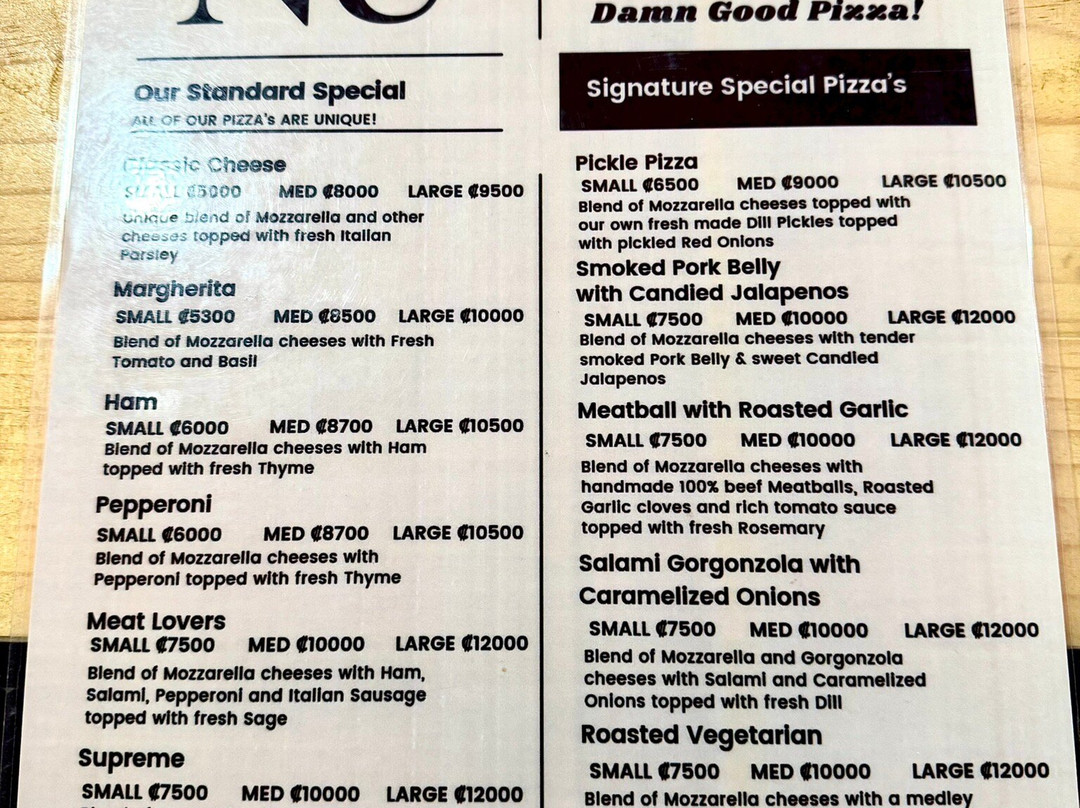 Our Standard Special
ALL OF OUR PIZZA's ARE UNIQUE!
Classic Cheese
SMALL ₡5000 MED ₡8000 LARGE ₡9500
Unique blend of Mozzarella and other
cheeses topped with fresh Italian
Parsley
Margherita
SMALL ₡5300 MED ₡8500 LARGE ₡10000
Blend of Mozzarella cheeses with Fresh
Tomato and Basil
Ham
SMALL ₡6000 MED ₡8700 LARGE ₡10500
Blend of Mozzarella cheeses with Ham
topped with fresh Thyme
Pepperoni
SMALL ₡6000 MED ₡8700 LARGE ₡10500
Blend of Mozzarella cheeses with
Pepperoni topped with fresh Thyme
Meat Lovers
SMALL ₡7500 MED ₡10000 LARGE ₡12000
Blend of Mozzarella cheeses with Ham,
Salami, Pepperoni and Italian Sausage
topped with fresh Sage
Supreme
SMALL ₡7500 MED ₡10000 LARGE ₡12000
Damn Good Pizza!
Signature Special Pizza's
Pickle Pizza
SMALL ₡6500 MED ₡9000 LARGE ₡10500
Blend of Mozzarella cheeses topped with
our own fresh made Dill Pickles topped
with pickled Red Onions
Smoked Pork Belly
with Candied Jalapenos
SMALL ₡7500 MED ₡10000 LARGE ₡12000
Blend of Mozzarella cheeses with tender
smoked Pork Belly & sweet Candied
Jalapenos
Meatball with Roasted Garlic
SMALL ₡7500 MED ₡10000 LARGE ₡12000
Blend of Mozzarella cheeses with
handmade 100% beef Meatballs, Roasted
Garlic cloves and rich tomato sauce
topped with fresh Rosemary
Salami Gorgonzola with
Caramelized Onions
SMALL ₡7500 MED ₡10000 LARGE ₡12000
Blend of Mozzarella and Gorgonzola
cheeses with Salami and Caramelized
Onions topped with fresh Dill
Roasted Vegetarian
SMALL ₡7500 MED ₡10000 LARGE ₡12000
Blend of Mozzarella cheeses with a medley